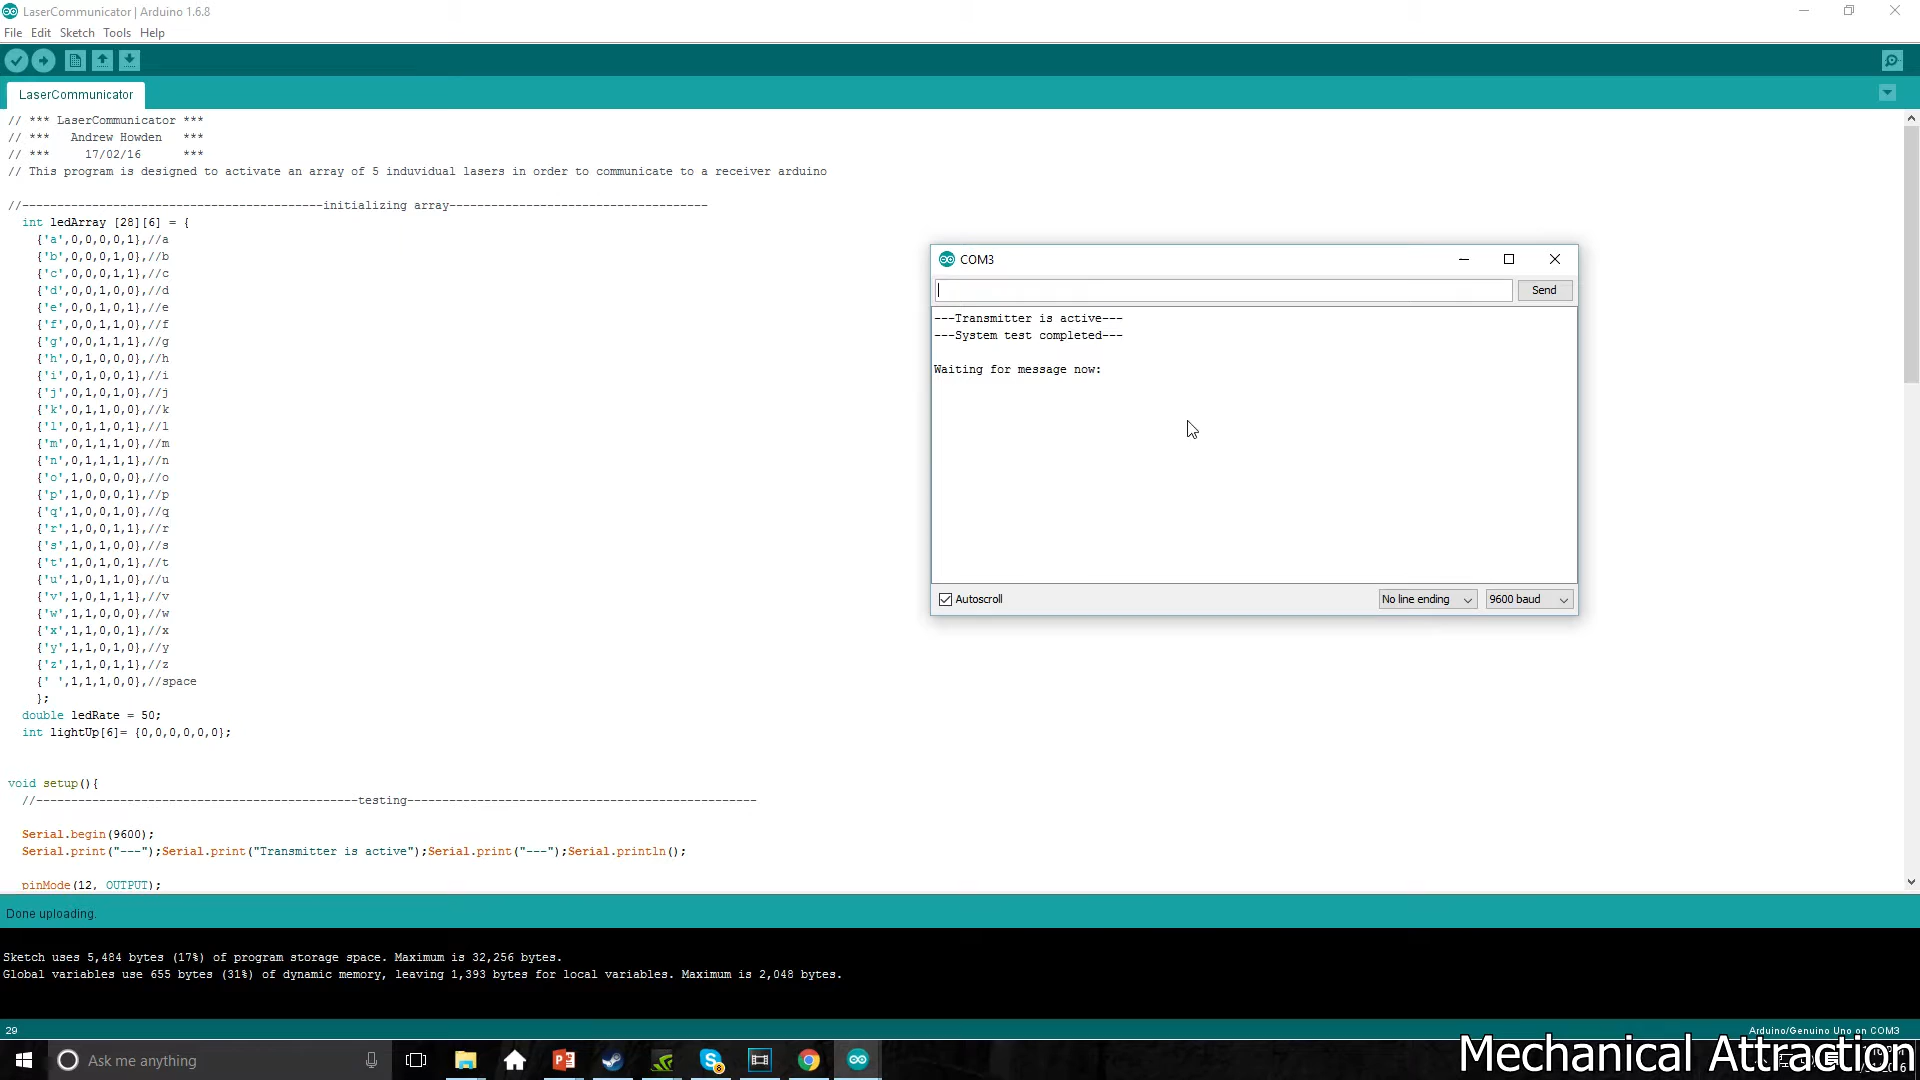 LaserCommunicator | Arduino 1.6.8
File Edit Sketch Tools Help
LaserCommunicator
// *** LaserCommunicator ***
// *** Andrew Howden ***
// *** 17/02/16 ***
// This program is designed to activate an array of 5 induvidual lasers in order to communicate to a receiver arduino
//-------------------------------------------initializing array-------------------------------------
int ledArray [28][6] = {
{'a',0,0,0,0,1},//a
{'b',0,0,0,1,0},//b
{'c',0,0,0,1,1},//c
{'d',0,0,1,0,0},//d
{'e',0,0,1,0,1},//e
{'f',0,0,1,1,0},//f
{'g',0,0,1,1,1},//g
{'h',0,1,0,0,0},//h
{'i',0,1,0,0,1},//i
{'j',0,1,0,1,0},//j
{'k',0,1,1,0,0},//k
{'l',0,1,1,0,1},//l
{'m',0,1,1,1,0},//m
{'n',0,1,1,1,1},//n
{'o',1,0,0,0,0},//o
{'p',1,0,0,0,1},//p
{'q',1,0,0,1,0},//q
{'r',1,0,0,1,1},//r
{'s',1,0,1,0,0},//s
{'t',1,0,1,0,1},//t
{'u',1,0,1,1,0},//u
{'v',1,0,1,1,1},//v
{'w',1,1,0,0,0},//w
{'x',1,1,0,0,1},//x
{'y',1,1,0,1,0},//y
{'z',1,1,0,1,1},//z
{' ',1,1,1,0,0},//space
};
double ledRate = 50;
int lightUp[6]= {0,0,0,0,0,0};
void setup(){
//----------------------------------------------testing--------------------------------------------------
Serial.begin(9600);
Serial.print("---");Serial.print("Transmitter is active");Serial.print("---");Serial.println();
pinMode(12, OUTPUT);
COM3
Send
---Transmitter is active---
---System test completed---
Waiting for message now:
Autoscroll
No line ending
9600 baud
Done uploading.
Sketch uses 5,484 bytes (17%) of program storage space. Maximum is 32,256 bytes.
Global variables use 655 bytes (31%) of dynamic memory, leaving 1,393 bytes for local variables. Maximum is 2,048 bytes.
29
Arduino/Genuino Uno on COM3
Ask me anything
8
Mechanical Attraction